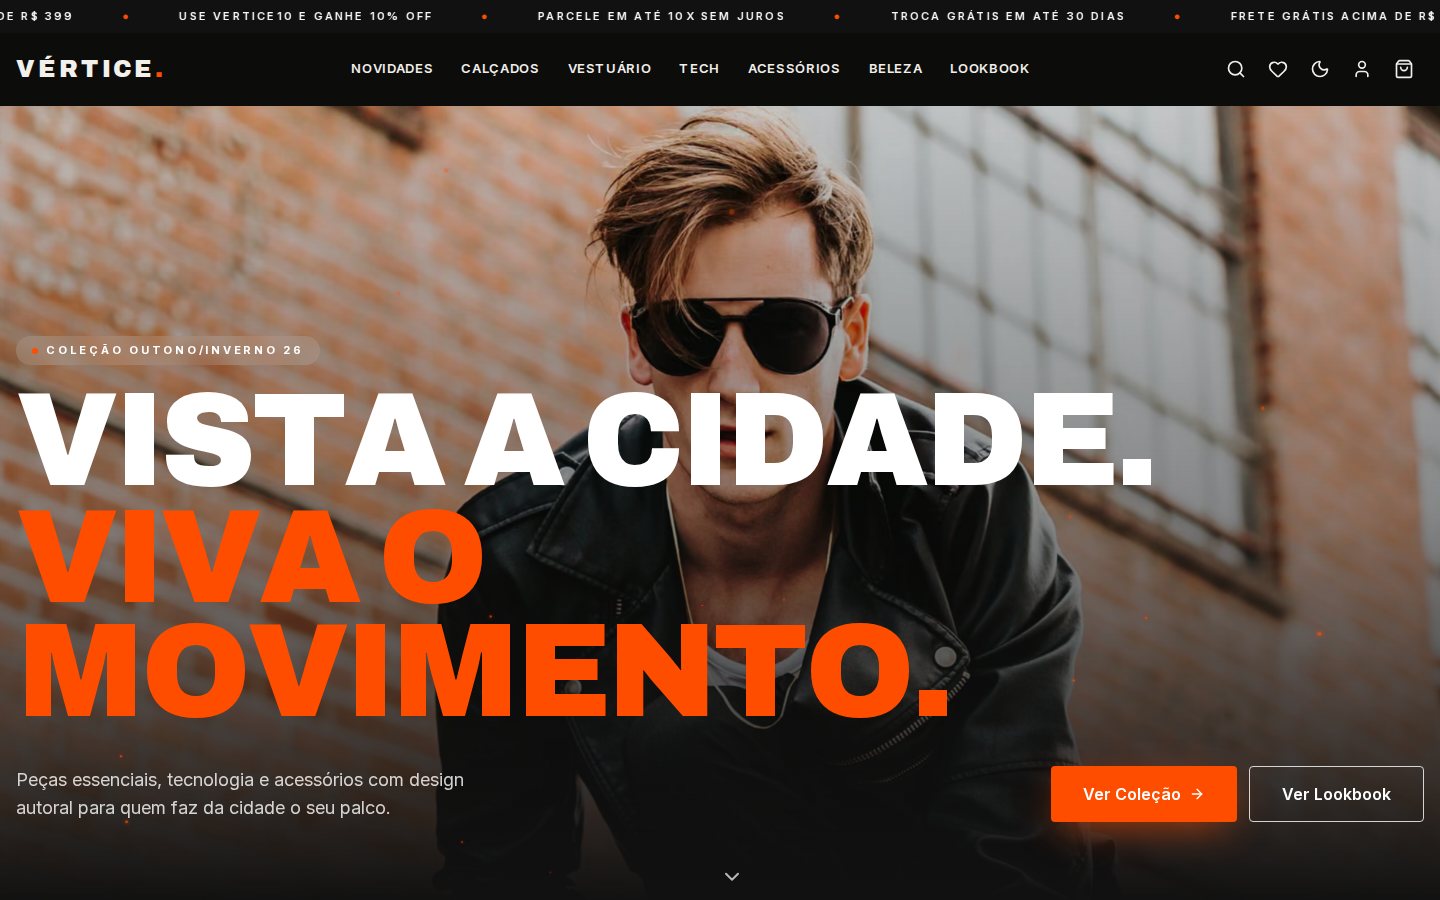 DE R$ 399 • USE VERTICE10 E GANHE 10% OFF • PARCELE EM ATÉ 10X SEM JUROS • TROCA GRÁTIS EM ATÉ 30 DIAS • FRETE GRÁTIS ACIMA DE R$
VÉRTICE.
NOVIDADES CALÇADOS VESTUÁRIO TECH ACESSÓRIOS BELEZA LOOKBOOK
COLEÇÃO OUTONO/INVERNO 26
VISTA A CIDADE.
VIVA O
MOVIMENTO.
Peças essenciais, tecnologia e acessórios com design
autoral para quem faz da cidade o seu palco.
Ver Coleção →
Ver Lookbook